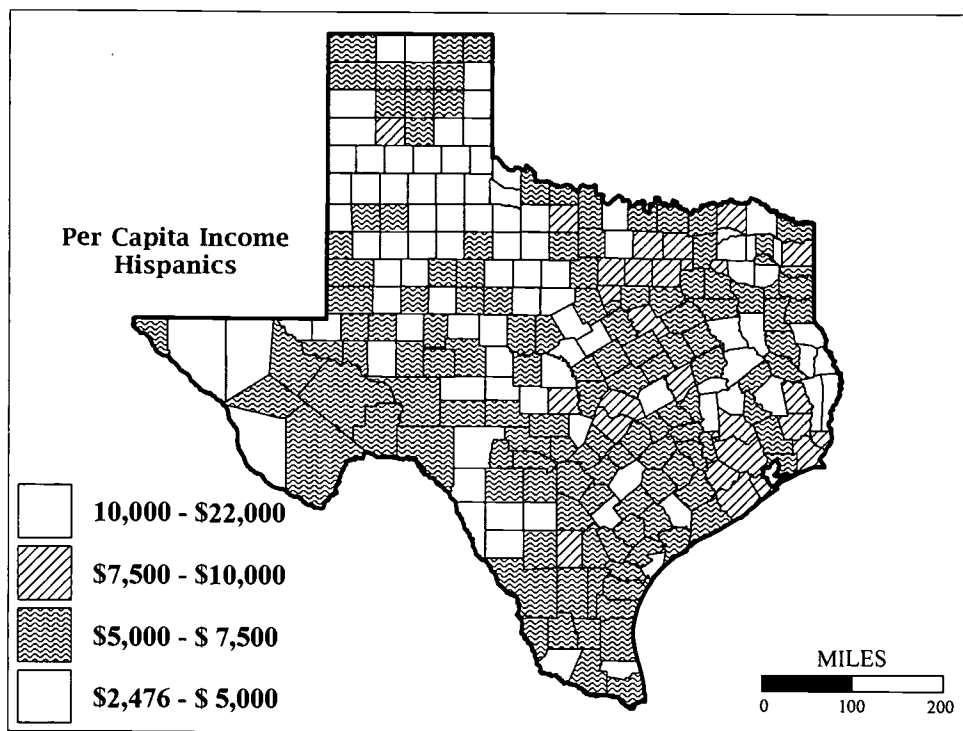 Per Capita Income
Hispanics
10,000 - $22,000
$7,500 - $10,000
$5,000 - $ 7,500
$2,476 - $ 5,000
MILES
0 100 200